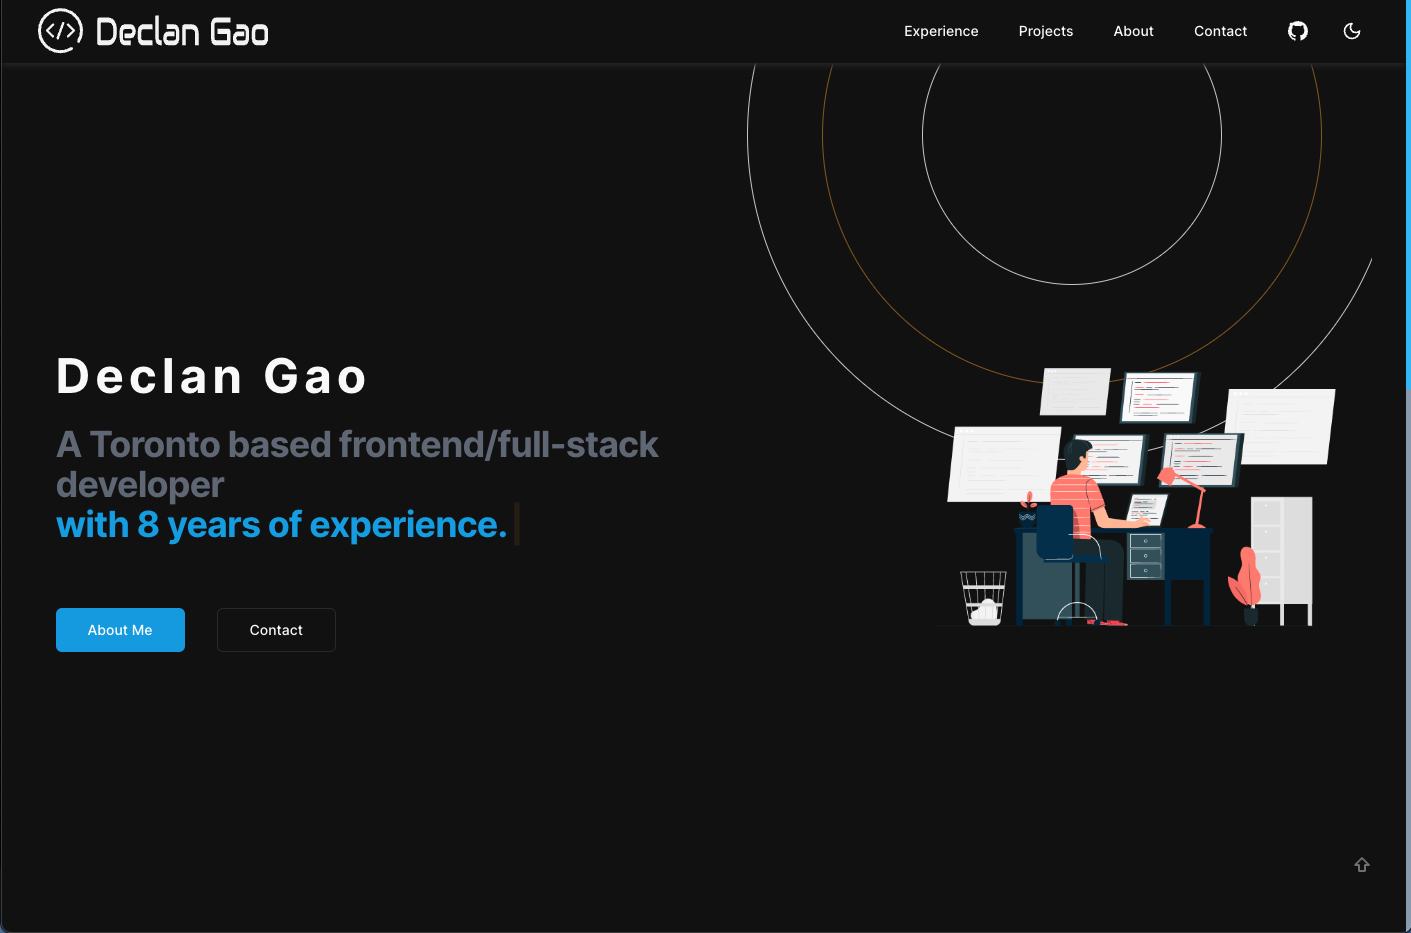 Declan Gao
Experience Projects About Contact
Declan Gao
A Toronto based frontend/full-stack
developer
with 8 years of experience.
About Me Contact